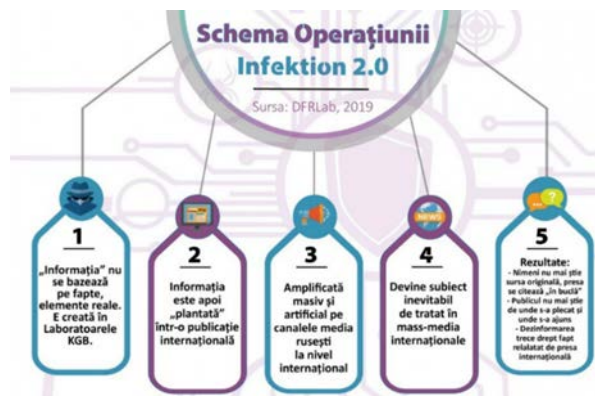 Schema Operațiunii
Infektion 2.0
Sursa: DFRLab, 2019
1
„Informația” nu
se bazează
pe fapte,
elemente reale.
E creată în
Laboratoarele
KGB.
2
Informația
este apoi
„plantată”
într-o publicație
internațională
3
Amplificată
masiv și
artificial pe
canalele media
rusești
la nivel
internațional
4
NEWS
Devine subiect
inevitabil
de tratat în
mass-media
internaționale
5
Rezultate:
- Nimeni nu mai știe
sursa originală, presa
se citează „în buclă”
- Publicul nu mai știe
de unde s-a plecat și
unde s-a ajuns
- Dezinformarea
trece drept fapt
relalatat de presa
internațională